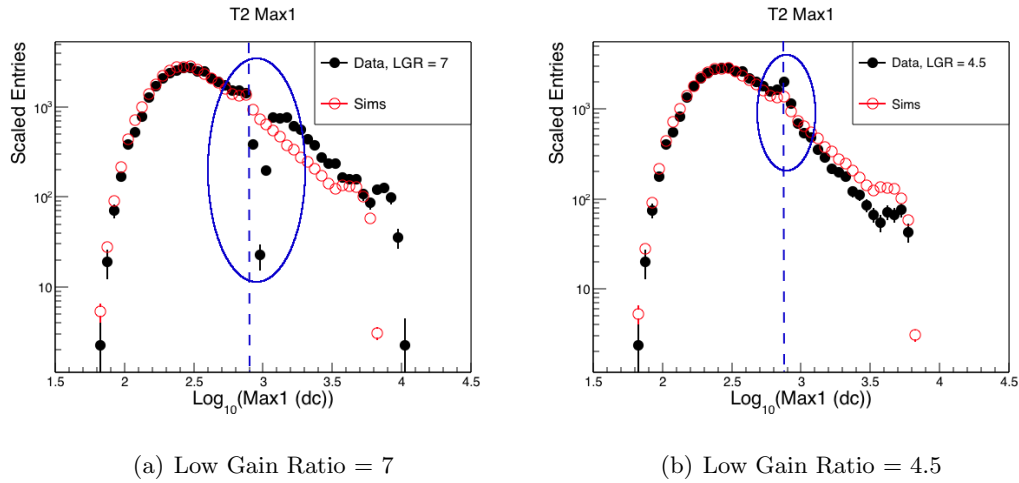 T2 Max1
Scaled Entries
10³
10²
10
Data, LGR = 7
Sims
1.5 2 2.5 3 3.5 4 4.5
Log₁₀(Max1 (dc))
(a) Low Gain Ratio = 7
T2 Max1
Scaled Entries
10³
10²
10
Data, LGR = 4.5
Sims
1.5 2 2.5 3 3.5 4 4.5
Log₁₀(Max1 (dc))
(b) Low Gain Ratio = 4.5